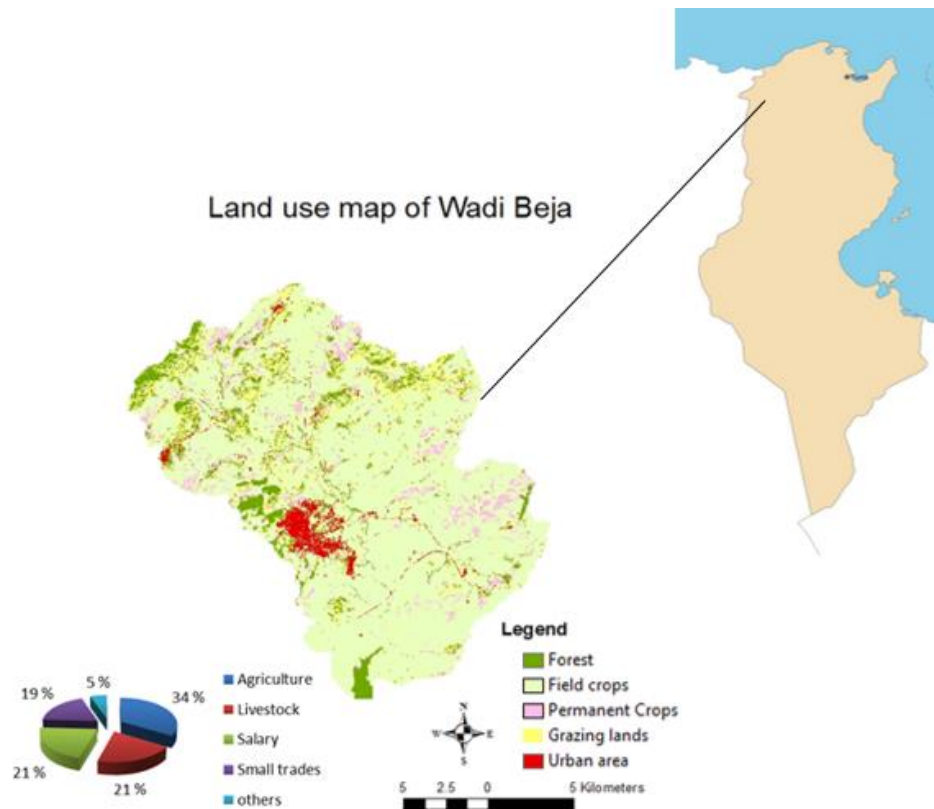 Tunis
Land use map of Wadi Beja
Legend
Forest
Field crops
Permanent Crops
Grazing lands
Urban area
5 %
19 %
34 %
21 %
21 %
Agriculture
Livestock
Salary
Small trades
others
N
W E
S
5 2.5 0 5 Kilometers